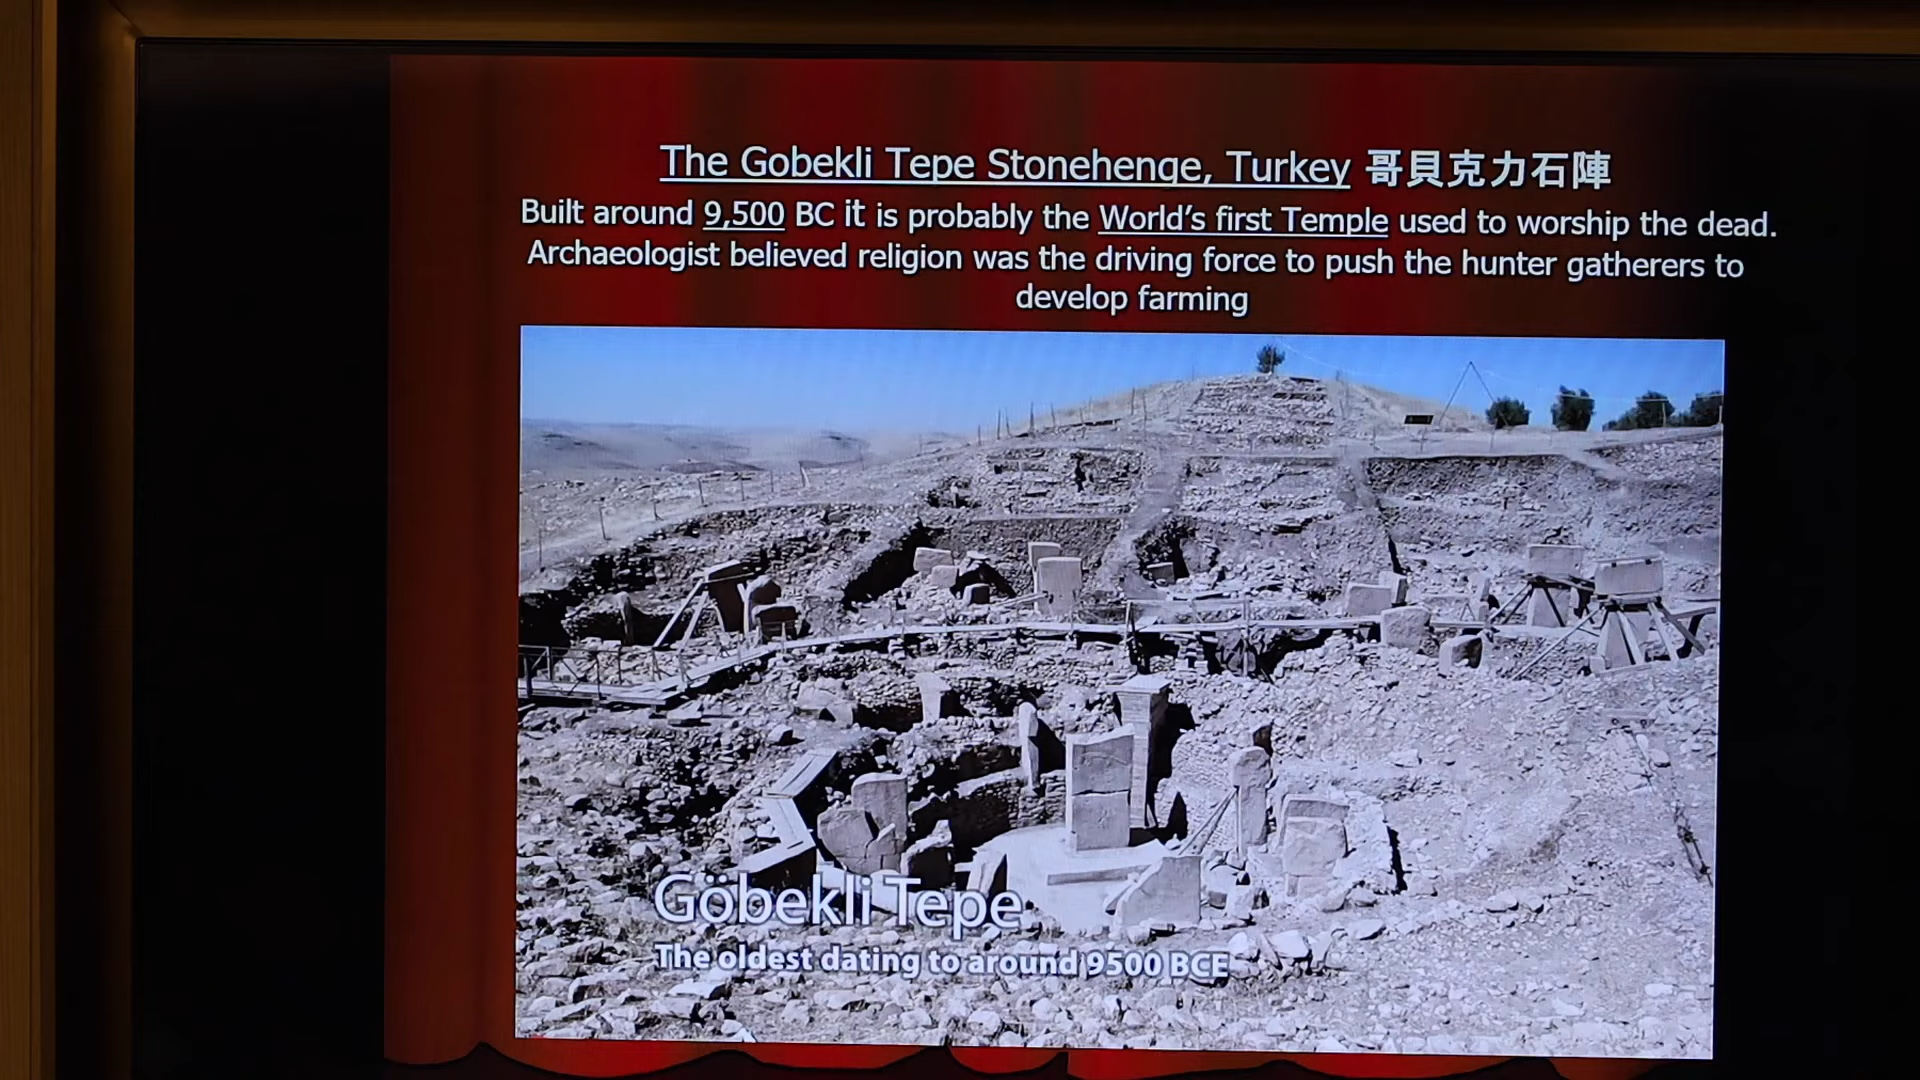 The Gobekli Tepe Stonehenge, Turkey 哥貝克力石陣
Built around 9,500 BC it is probably the World's first Temple used to worship the dead.
Archaeologist believed religion was the driving force to push the hunter gatherers to
develop farming
Göbekli Tepe
The oldest dating to around 9500 BCE